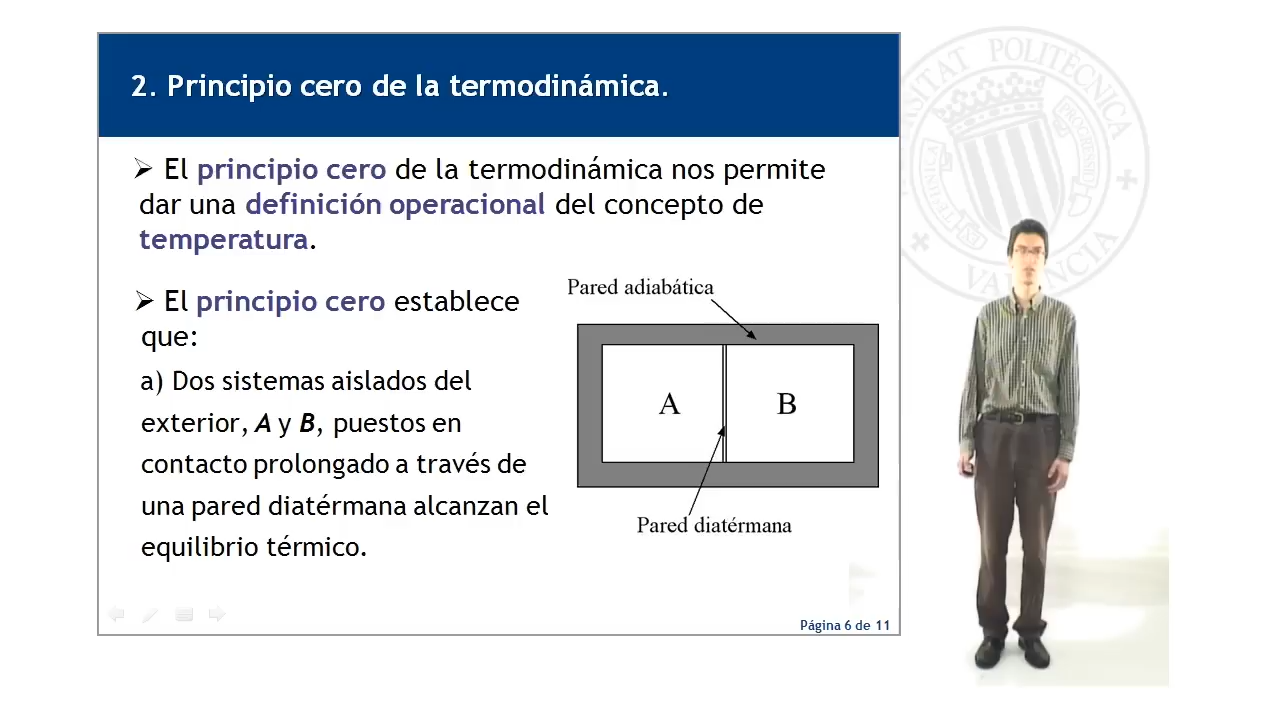 2. Principio cero de la termodinámica.
➢ El principio cero de la termodinámica nos permite
dar una definición operacional del concepto de
temperatura.
➢ El principio cero establece
que:
a) Dos sistemas aislados del
exterior, A y B, puestos en
contacto prolongado a través de
una pared diatérmana alcanzan el
equilibrio térmico.
Pared adiabática
A
B
Pared diatérmana
Página 6 de 11
POLITÈCNICA